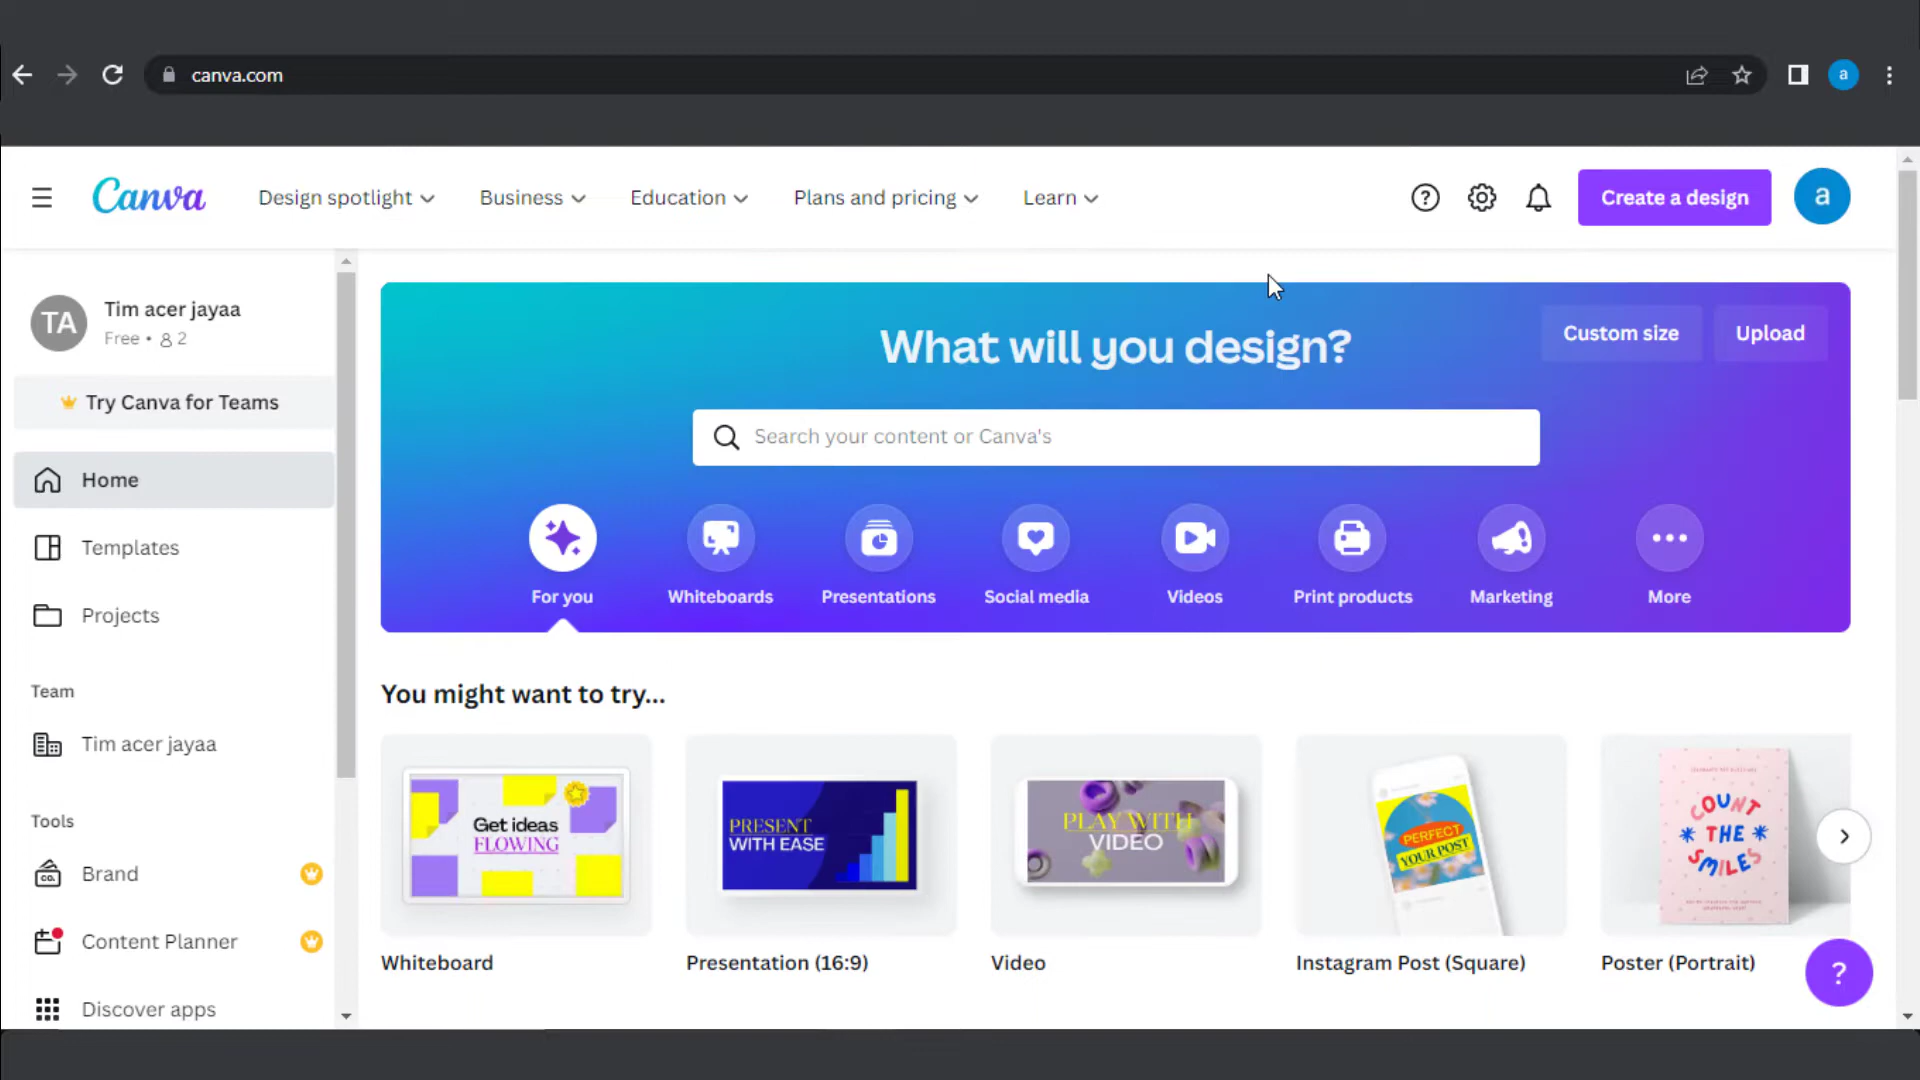 canva.com
a
Canva
Design spotlight
Business
Education
Plans and pricing
Learn
?
Create a design
a
TA
Tim acer jayaa
Free • 2
Try Canva for Teams
Home
Templates
Projects
Team
Tim acer jayaa
Tools
Brand
CO.
Content Planner
Discover apps
What will you design?
Custom size
Upload
Search your content or Canva's
For you
Whiteboards
Presentations
Social media
Videos
Print products
Marketing
More
You might want to try...
Get ideas
FLOWING
Whiteboard
PRESENT
WITH EASE
Presentation (16:9)
PLAY WITH
VIDEO
Video
PERFECT
YOUR POST
Instagram Post (Square)
COUNT
THE
SMILES
Poster (Portrait)
?